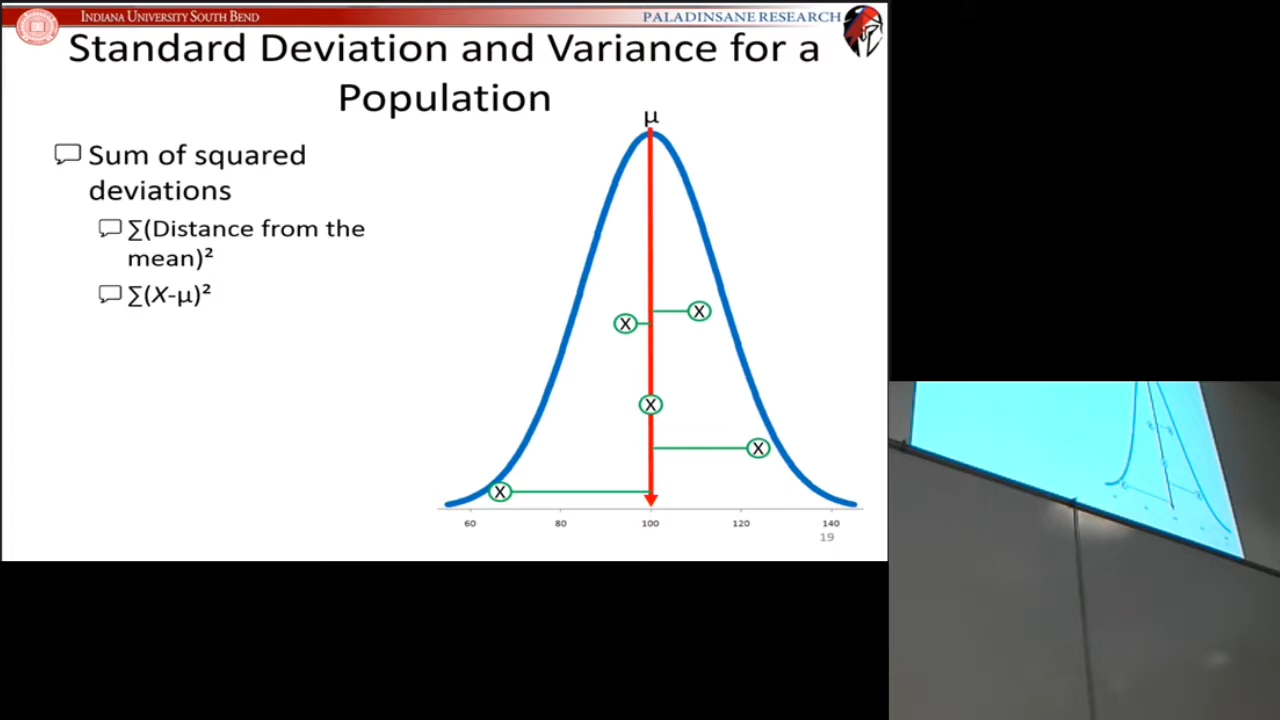 INDIANA UNIVERSITY SOUTH BEND
PALADINSANE RESEARCH
Standard Deviation and Variance for a
Population
Sum of squared
deviations
∑(Distance from the
mean)²
∑(X-µ)²
µ
X
X
X
X
X
60 80 100 120 140
19